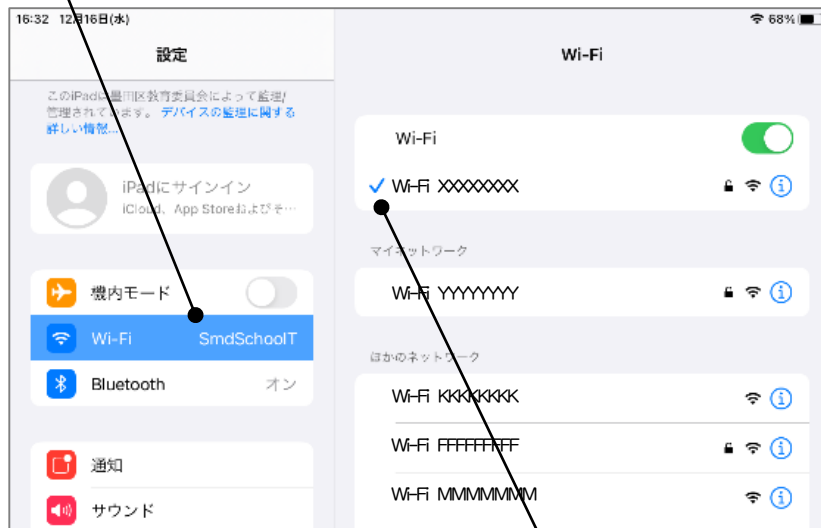 16:32 12月16日(水)
68%
設定
このiPadは墨田区教育委員会によって監理/
管理されています。デバイスの監理に関する
詳しい情報...
iPadにサインイン
iCloud、App Storeおよびそ…
機内モード
Wi-Fi SmdSchoolT
Bluetooth オン
通知
サウンド
Wi-Fi
Wi-Fi
Wi-Fi XXXXXXXX
マイネットワーク
Wi-Fi YYYYYYYY
ほかのネットワーク
Wi-Fi KKKKKKKK
Wi-Fi FFFFFFFFF
Wi-Fi MMMMMMM